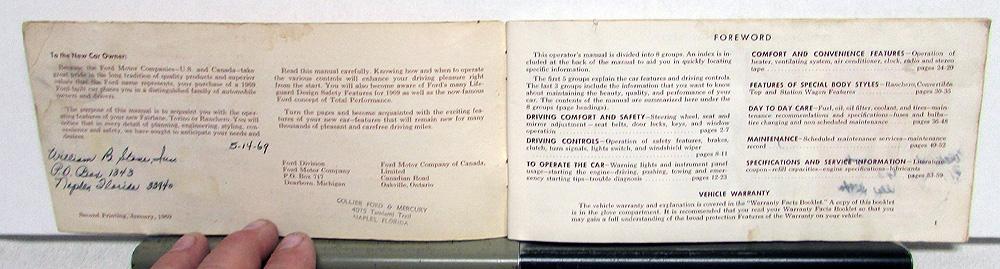 To the New Car Owner:
Because the Ford Motor Companies—U.S. and Canada—take
great pride in the long tradition of quality products and superior
values that the Ford name represents, your purchase of a 1969
Ford-built car places you in a distinguished family of automobile
owners and drivers.
The purpose of this manual is to acquaint you with the oper-
ating features of your new Fairlane, Torino or Ranchero. You will
notice that in every detail of planning, engineering, styling, con-
venience and safety, we have sought to anticipate your needs and
desires.
Read this manual carefully. Knowing how and when to operate
the various controls will enhance your driving pleasure right
from the start. You will also become aware of Ford's many Life-
guard Design Safety Features for 1969 as well as the now famous
Ford concept of Total Performance.
Turn the pages and become acquainted with the exciting fea-
tures of your new car—features that will remain new for many
thousands of pleasant and carefree driving miles.
5-14-69
William B
P.O. Box 1343
Naples Florida 33940
Ford Division
Ford Motor Company
P.O. Box 717
Dearborn, Michigan
Ford Motor Company of Canada,
Limited
Canadian Road
Oakville, Ontario
COLLIER FORD & MERCURY
4075 Tamiami Trail
NAPLES, FLORIDA
Second Printing, January, 1969
FOREWORD
This operator's manual is divided into 8 groups. An index is in-
cluded at the back of the manual to aid you in quickly locating
specific information.
The first 5 groups explain the car features and driving controls.
The last 3 groups include the information that you want to know
about maintaining the beauty, quality, and performance of your
car. The contents of the manual are summarized here under the
8 groups (page headings).
DRIVING COMFORT AND SAFETY—Steering wheel, seat and
mirror adjustment—seat belts, door locks, keys, and window
operation pages 2-7
DRIVING CONTROLS—Operation of safety features, brakes,
clutch, turn signals, lights switch, and windshield wiper
pages 8-11
TO OPERATE THE CAR—Warning lights and instrument panel
usage—starting the engine—driving, pushing, towing and emer-
gency starting tips—trouble diagnosis pages 12-23
COMFORT AND CONVENIENCE FEATURES—Operation of
heater, ventilating system, air conditioner, clock, radio and stereo
tape pages 24-29
FEATURES OF SPECIAL BODY STYLES—Ranchero, Convertible
Top and Station Wagon Features pages 30-35
DAY TO DAY CARE—Fuel, oil, oil filter, coolant, and tires—main-
tenance recommendations and specifications—fuses and bulbs—
tire changing and non scheduled maintenance pages 36-48
MAINTENANCE—Scheduled maintenance services—maintenance
record pages 49-52
SPECIFICATIONS AND SERVICE INFORMATION—Literature
coupon—refill capacities—engine specifications—lubricants
pages 53-59
VEHICLE WARRANTY
The vehicle warranty and explanation is covered in the "Warranty Facts Booklet." A copy of this booklet
is in the glove compartment. It is recommended that you read your Warranty Facts Booklet so that you
may gain a full understanding of the broad protection Features of the Warranty on your vehicle.
1